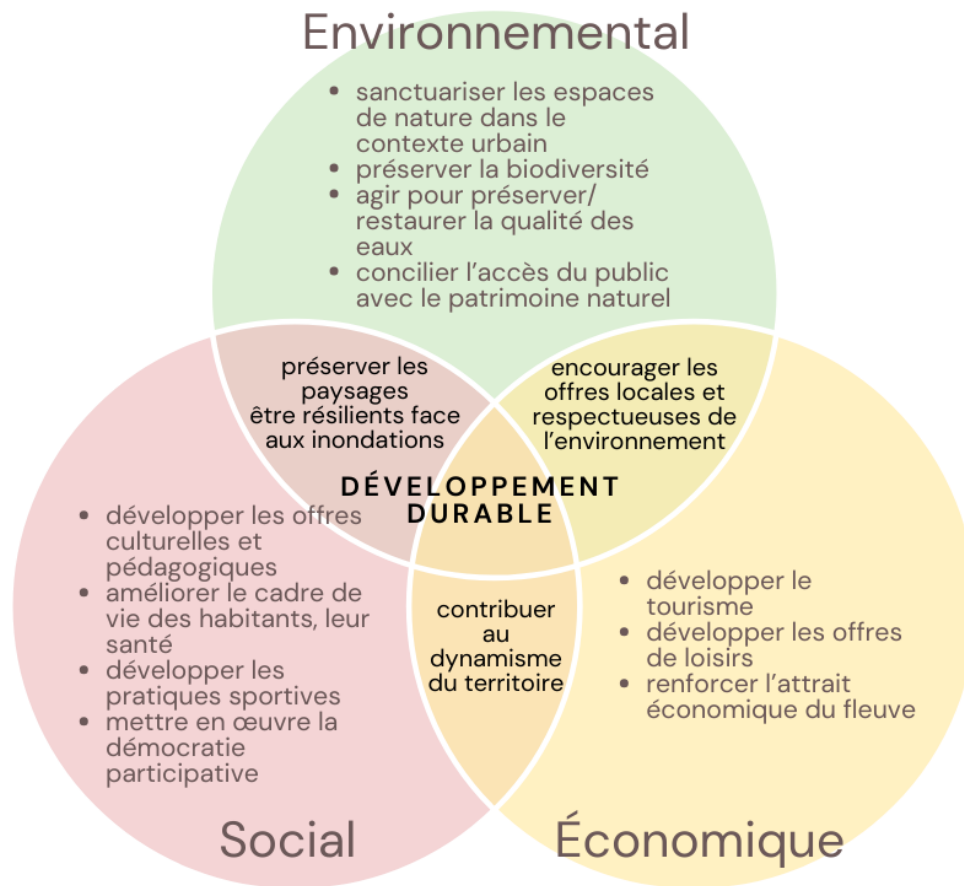 Environnemental
• sanctuariser les espaces
de nature dans le
contexte urbain
• préserver la biodiversité
• agir pour préserver/
restaurer la qualité des
eaux
• concilier l'accès du public
avec le patrimoine naturel
préserver les
paysages
être résilients face
aux inondations
encourager les
offres locales et
respectueuses de
l'environnement
DÉVELOPPEMENT
DURABLE
• développer les offres
culturelles et
pédagogiques
• améliorer le cadre de
vie des habitants, leur
santé
• développer les
pratiques sportives
• mettre en œuvre la
démocratie
participative
contribuer
au
dynamisme
du territoire
• développer le
tourisme
• développer les offres
de loisirs
• renforcer l'attrait
économique du fleuve
Social
Économique